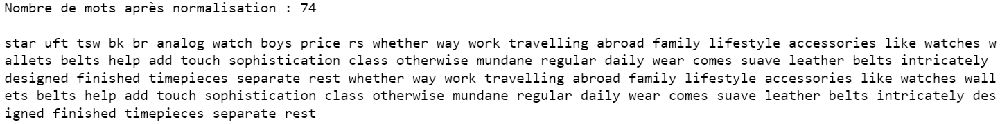 Nombre de mots après normalisation : 74
star uft tsw bk br analog watch boys price rs whether way work travelling abroad family lifestyle accessories like watches w
allets belts help add touch sophistication class otherwise mundane regular daily wear comes suave leather belts intricately
designed finished timepieces separate rest whether way work travelling abroad family lifestyle accessories like watches wall
ets belts help add touch sophistication class otherwise mundane regular daily wear comes suave leather belts intricately des
igned finished timepieces separate rest